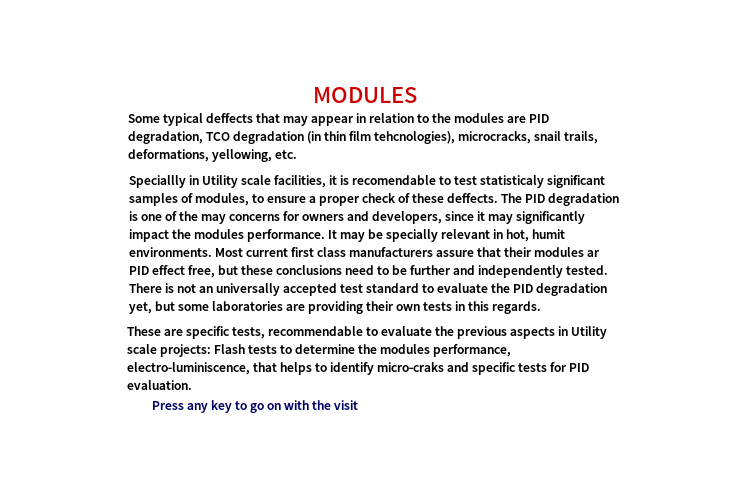 MODULES
Some typical deffects that may appear in relation to the modules are PID
degradation, TCO degradation (in thin film tehcnologies), microcracks, snail trails,
deformations, yellowing, etc.
Speciallly in Utility scale facilities, it is recomendable to test statisticaly significant
samples of modules, to ensure a proper check of these deffects. The PID degradation
is one of the may concerns for owners and developers, since it may significantly
impact the modules performance. It may be specially relevant in hot, humit
environments. Most current first class manufacturers assure that their modules ar
PID effect free, but these conclusions need to be further and independently tested.
There is not an universally accepted test standard to evaluate the PID degradation
yet, but some laboratories are providing their own tests in this regards.
These are specific tests, recommendable to evaluate the previous aspects in Utility
scale projects: Flash tests to determine the modules performance,
electro-luminiscence, that helps to identify micro-craks and specific tests for PID
evaluation.
Press any key to go on with the visit